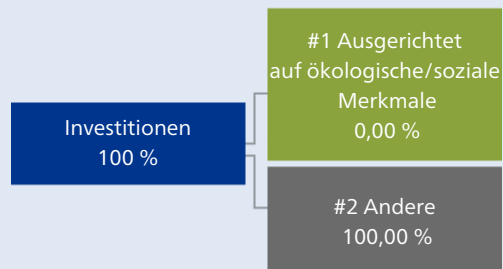 Investitionen
100 %
#1 Ausgerichtet
auf ökologische/soziale
Merkmale
0,00 %
#2 Andere
100,00 %